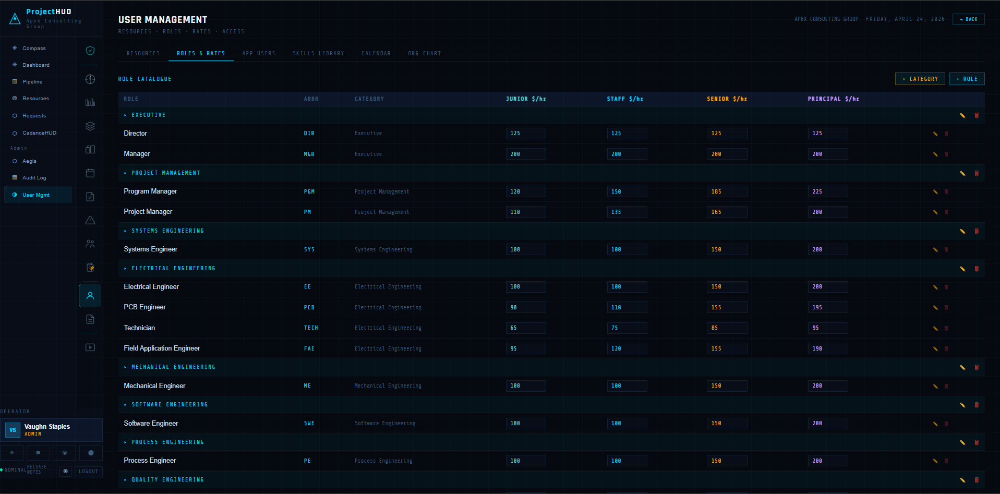 ProjectHUD
Apex Consulting
Group
Compass
Dashboard
Pipeline
Resources
Requests
CadenceHUD
Admin
Aegis
Audit Log
User Mgmt
OPERATOR
VS
Vaughn Staples
ADMIN
NOMINAL
RELEASE
NOTES
LOGOUT
USER MANAGEMENT
RESOURCES · ROLES · RATES · ACCESS
APEX CONSULTING GROUP FRIDAY, APRIL 24, 2026
◄ BACK
RESOURCES ROLES & RATES APP USERS SKILLS LIBRARY CALENDAR ORG CHART
ROLE CATALOGUE
+ CATEGORY + ROLE
ROLE ABBR CATEGORY JUNIOR $/hr STAFF $/hr SENIOR $/hr PRINCIPAL $/hr
▸ EXECUTIVE
Director DIR Executive 125 125 125 125
Manager MGR Executive 200 200 200 200
▸ PROJECT MANAGEMENT
Program Manager PGM Project Management 120 150 185 225
Project Manager PM Project Management 110 135 165 200
▸ SYSTEMS ENGINEERING
Systems Engineer SYS Systems Engineering 100 100 150 200
▸ ELECTRICAL ENGINEERING
Electrical Engineer EE Electrical Engineering 100 100 150 200
PCB Engineer PCB Electrical Engineering 90 110 155 195
Technician TECH Electrical Engineering 65 75 85 95
Field Application Engineer FAE Electrical Engineering 95 120 155 190
▸ MECHANICAL ENGINEERING
Mechanical Engineer ME Mechanical Engineering 100 100 150 200
▸ SOFTWARE ENGINEERING
Software Engineer SWE Software Engineering 100 100 150 200
▸ PROCESS ENGINEERING
Process Engineer PE Process Engineering 100 100 150 200
▸ QUALITY ENGINEERING